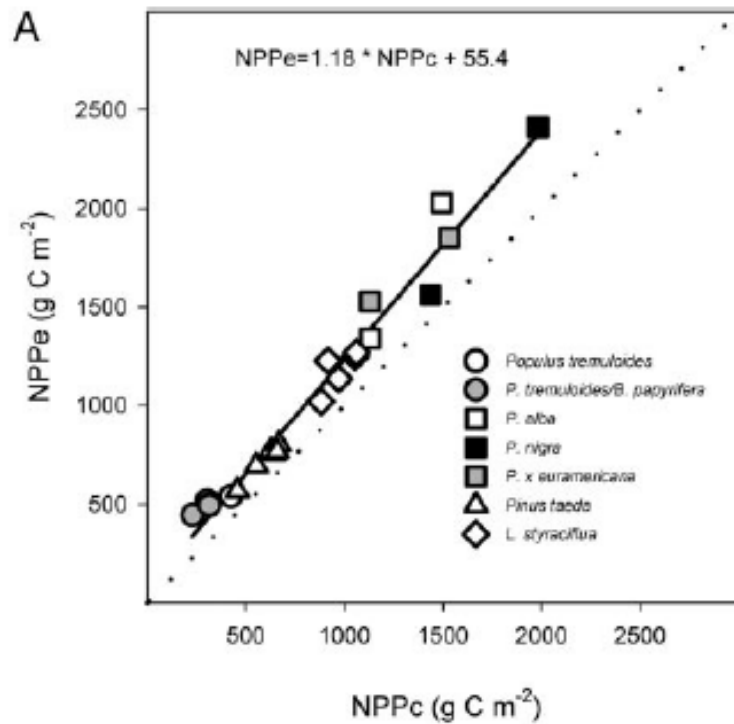 A
NPPe=1.18 * NPPc + 55.4
NPPe (g C m-2)
2500
2000
1500
1000
500
Populus tremuloides
P. tremuloides/B. papyrifera
P. alba
P. nigra
P. x euramericana
Pinus taeda
L. styraciflua
500 1000 1500 2000 2500
NPPc (g C m-2)